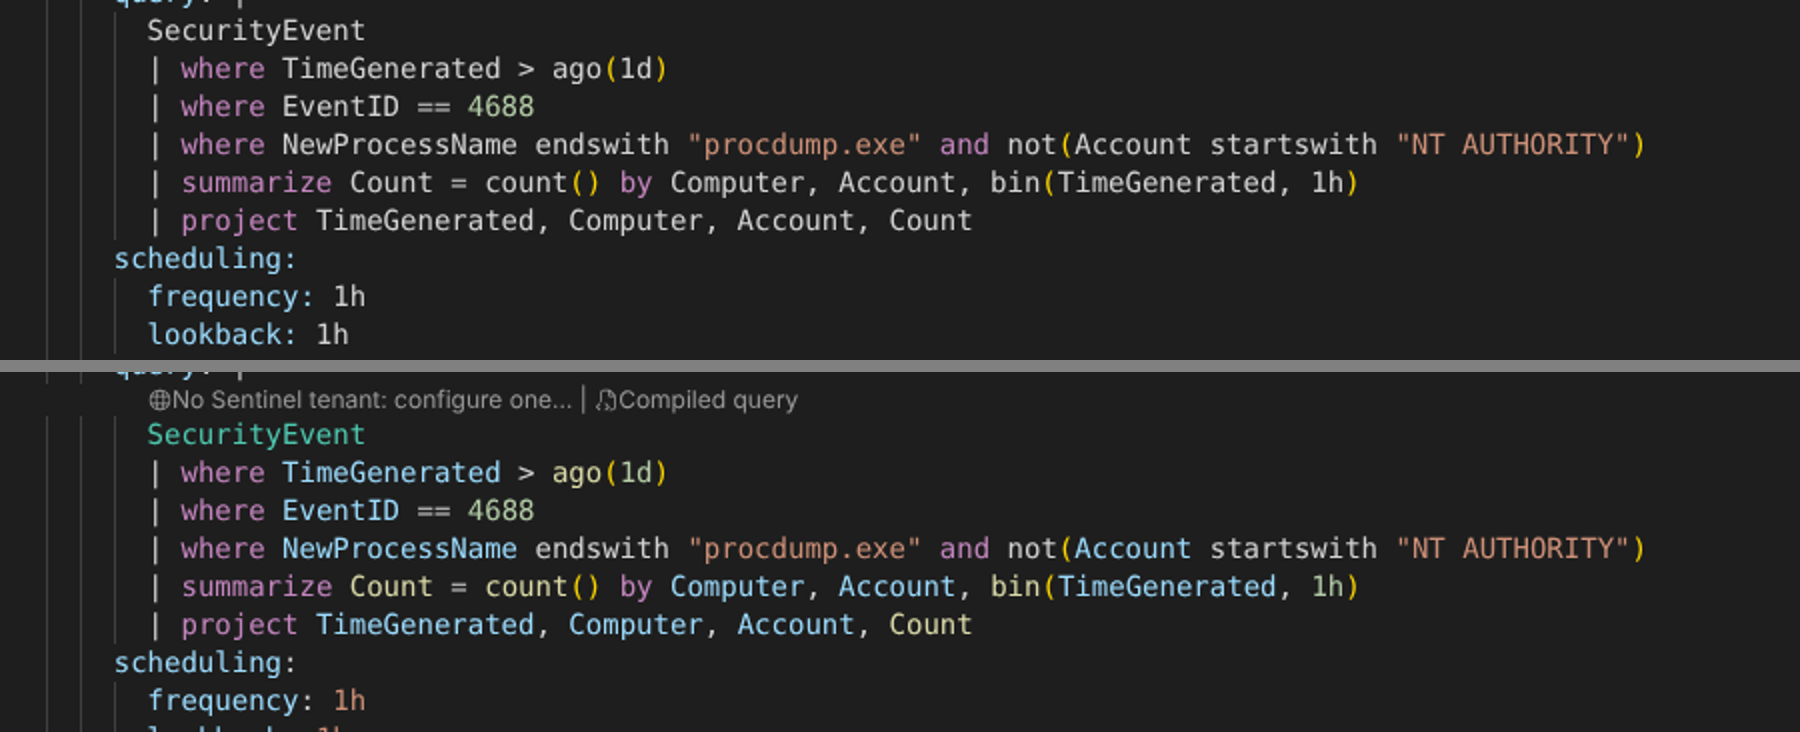 query: |
SecurityEvent
| where TimeGenerated > ago(1d)
| where EventID == 4688
| where NewProcessName endswith "procdump.exe" and not(Account startswith "NT AUTHORITY")
| summarize Count = count() by Computer, Account, bin(TimeGenerated, 1h)
| project TimeGenerated, Computer, Account, Count
scheduling:
frequency: 1h
lookback: 1h
query: |
No Sentinel tenant: configure one... | Compiled query
SecurityEvent
| where TimeGenerated > ago(1d)
| where EventID == 4688
| where NewProcessName endswith "procdump.exe" and not(Account startswith "NT AUTHORITY")
| summarize Count = count() by Computer, Account, bin(TimeGenerated, 1h)
| project TimeGenerated, Computer, Account, Count
scheduling:
frequency: 1h